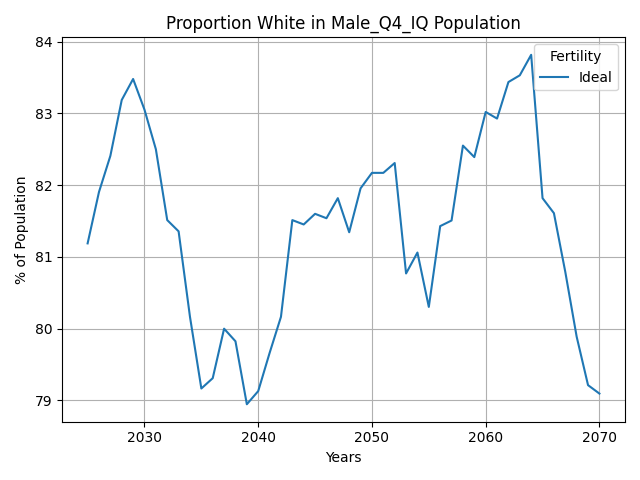 Proportion White in Male_Q4_IQ Population
84
83
82
81
80
79
% of Population
2030
2040
2050
2060
2070
Years
Fertility
Ideal